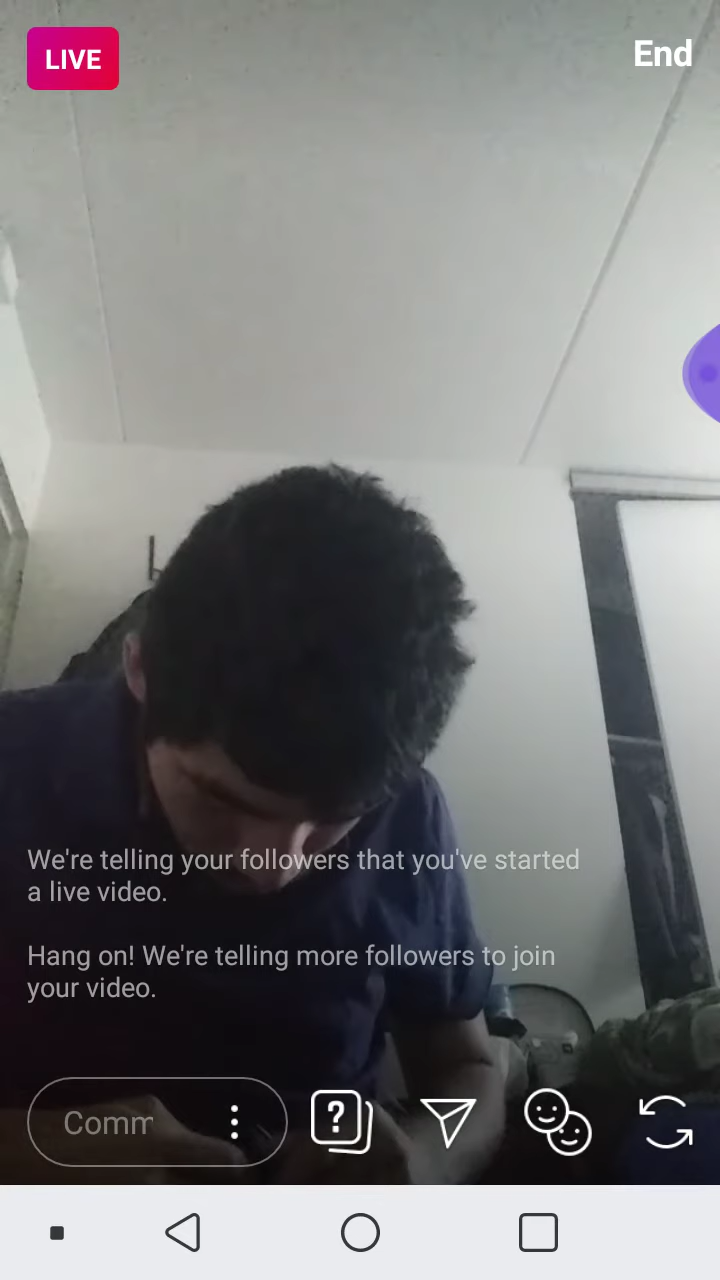 LIVE
End
We're telling your followers that you've started
a live video.
Hang on! We're telling more followers to join
your video.
Comm
?